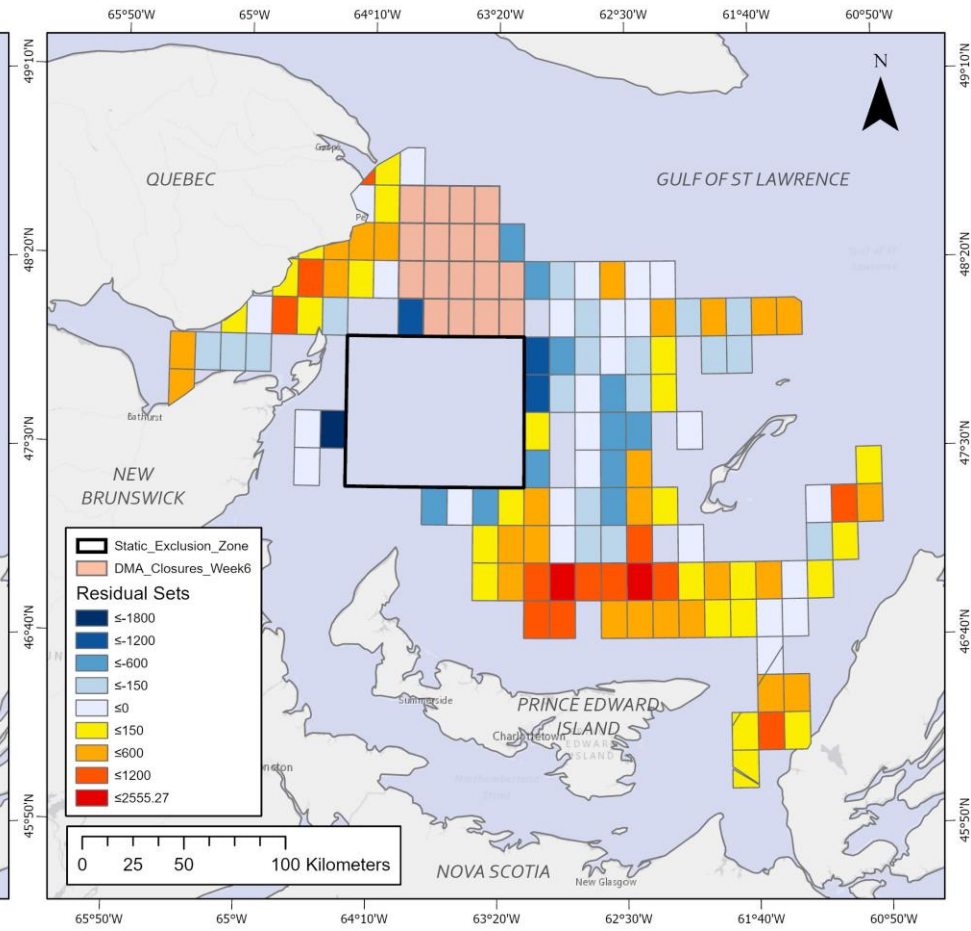 65°50'W 65°W 64°10'W 63°20'W 62°30'W 61°40'W 60°50'W
49°10'N
49°10'N
N
QUEBEC
GULF OF ST LAWRENCE
48°20'N
48°20'N
Bathurst
47°30'N
47°30'N
NEW
BRUNSWICK
Static_Exclusion_Zone
DMA_Closures_Week6
Residual Sets
≤-1800
≤-1200
≤-600
≤-150
≤0
≤150
≤600
≤1200
≤2555.27
46°40'N
46°40'N
Summerside
PRINCE EDWARD
ISLAND
Charlottetown
45°50'N
45°50'N
0 25 50 100 Kilometers
NOVA SCOTIA
New Glasgow
65°50'W 65°W 64°10'W 63°20'W 62°30'W 61°40'W 60°50'W